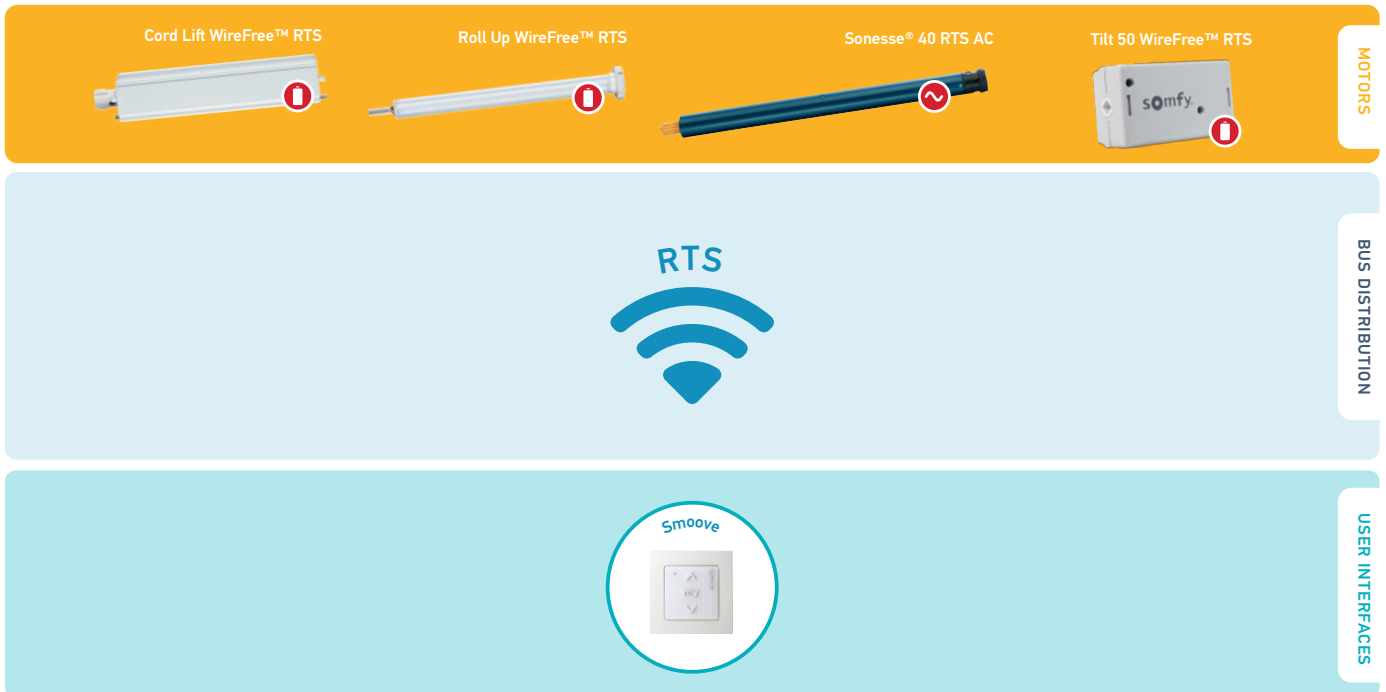 Cord Lift WireFree™ RTS
Roll Up WireFree™ RTS
Sonesse® 40 RTS AC
Tilt 50 WireFree™ RTS
somfy.
MOTORS
RTS
BUS DISTRIBUTION
Smoove
my
USER INTERFACES